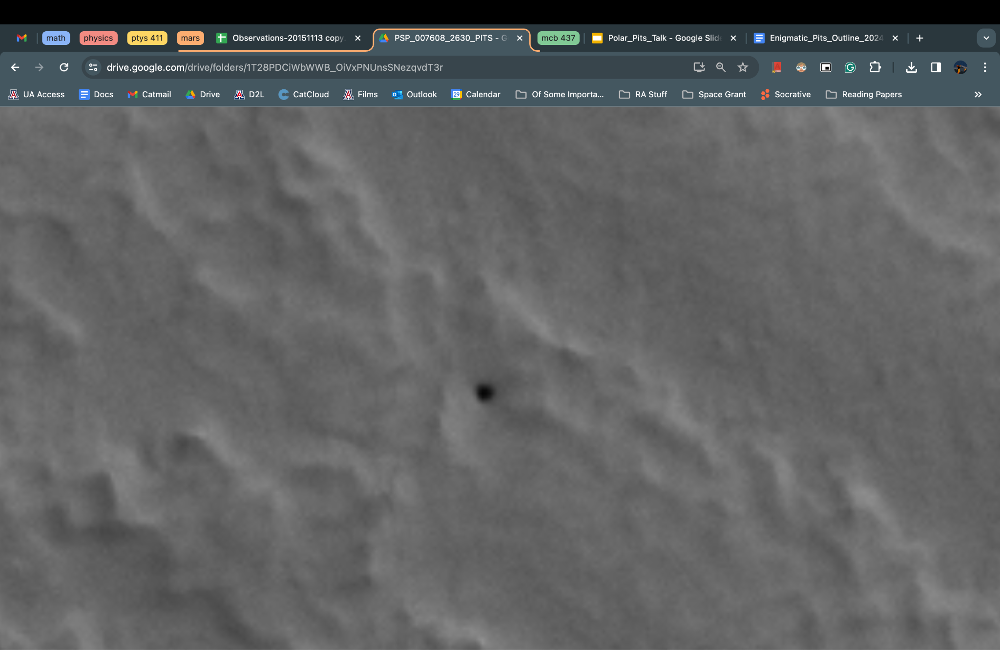 math physics ptys 411 mars Observations-20151113 copy PSP_007608_2630_PITS - G mcb 437 Polar_Pits_Talk - Google Slide Enigmatic_Pits_Outline_2024
drive.google.com/drive/folders/1T28PDCiWbWWB_OiVxPNUnsSNezqvdT3r
UA Access Docs Catmail Drive D2L CatCloud Films Outlook 29 Calendar Of Some Importa... RA Stuff Space Grant Socrative Reading Papers